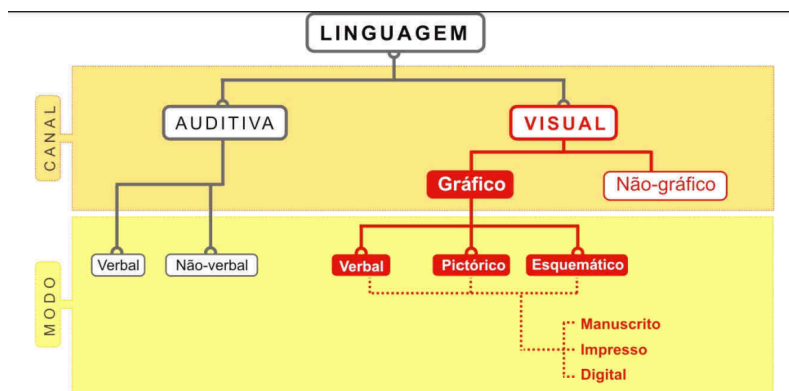 LINGUAGEM
CANAL
AUDITIVA
VISUAL
Gráfico
Não-gráfico
MODO
Verbal
Não-verbal
Verbal
Pictórico
Esquemático
Manuscrito
Impresso
Digital